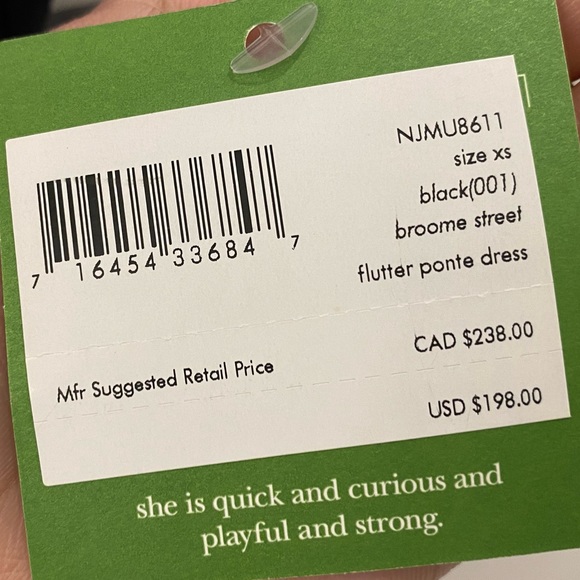 NJMU8611
size xs
black(001)
broome street
flutter ponte dress
7 16454 33684 7
CAD $238.00
Mfr Suggested Retail Price
USD $198.00
she is quick and curious and
playful and strong.